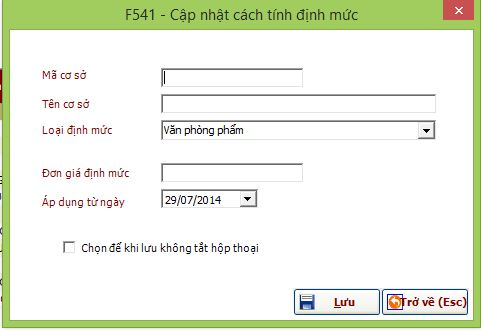 F541 - Cập nhật cách tính định mức
Mã cơ sở
Tên cơ sở
Loại định mức
Văn phòng phẩm
Đơn giá định mức
Áp dụng từ ngày
29/07/2014
Chọn để khi lưu không tắt hộp thoại
Lưu
Trở về (Esc)